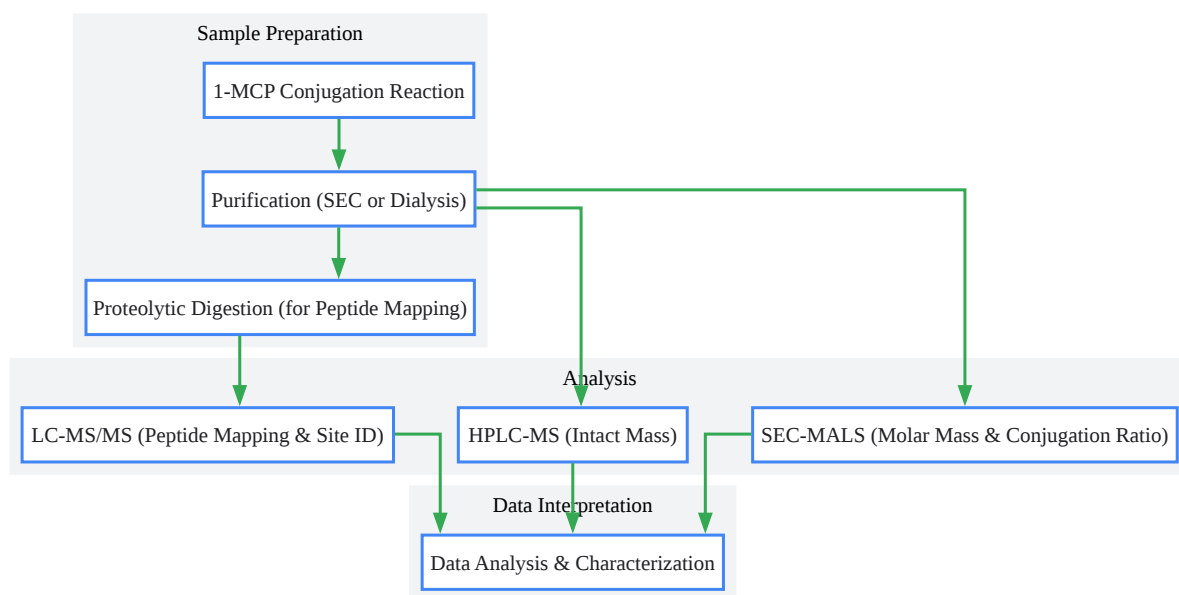 Sample Preparation
1-MCP Conjugation Reaction
Purification (SEC or Dialysis)
Proteolytic Digestion (for Peptide Mapping)
Analysis
LC-MS/MS (Peptide Mapping & Site ID)
HPLC-MS (Intact Mass)
SEC-MALS (Molar Mass & Conjugation Ratio)
Data Interpretation
Data Analysis & Characterization